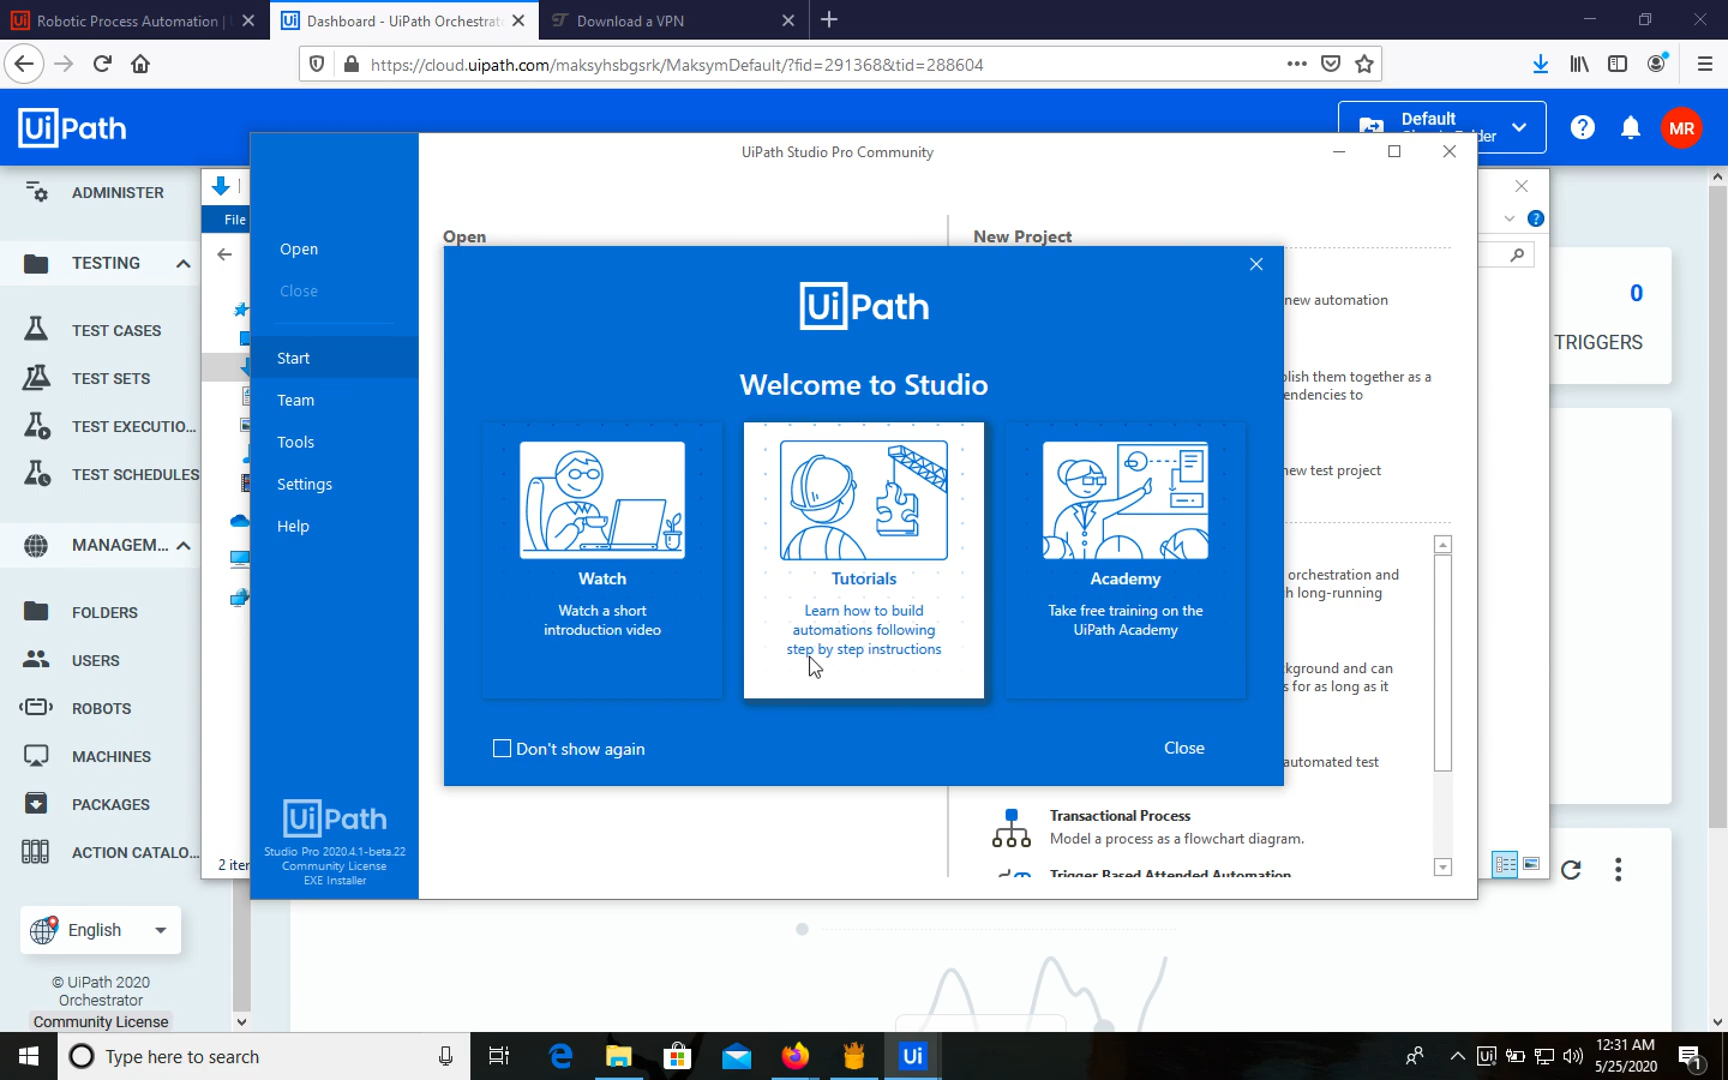 Robotic Process Automation |
Dashboard - UiPath Orchestrat
Download a VPN
https://cloud.uipath.com/maksyhsbgsrk/MaksymDefault/?fid=291368&tid=288604
UiPath
Default
MR
UiPath Studio Pro Community
ADMINISTER
File
TESTING
TEST CASES
TEST SETS
TEST EXECUTIO...
TEST SCHEDULES
MANAGEM...
FOLDERS
USERS
ROBOTS
MACHINES
PACKAGES
ACTION CATALO...
2 iter
English
© UiPath 2020
Orchestrator
Community License
Open
Close
Start
Team
Tools
Settings
Help
UiPath
Studio Pro 2020.4.1-beta.22
Community License
EXE Installer
Open
New Project
new automation
blish them together as a
endencies to
new test project
orchestration and
h long-running
kground and can
s for as long as it
automated test
Transactional Process
Model a process as a flowchart diagram.
Trigger Based Attended Automation
UiPath
Welcome to Studio
Watch
Watch a short
introduction video
Tutorials
Learn how to build
automations following
step by step instructions
Academy
Take free training on the
UiPath Academy
Don't show again
Close
0
TRIGGERS
Type here to search
Ui
12:31 AM
5/25/2020
1